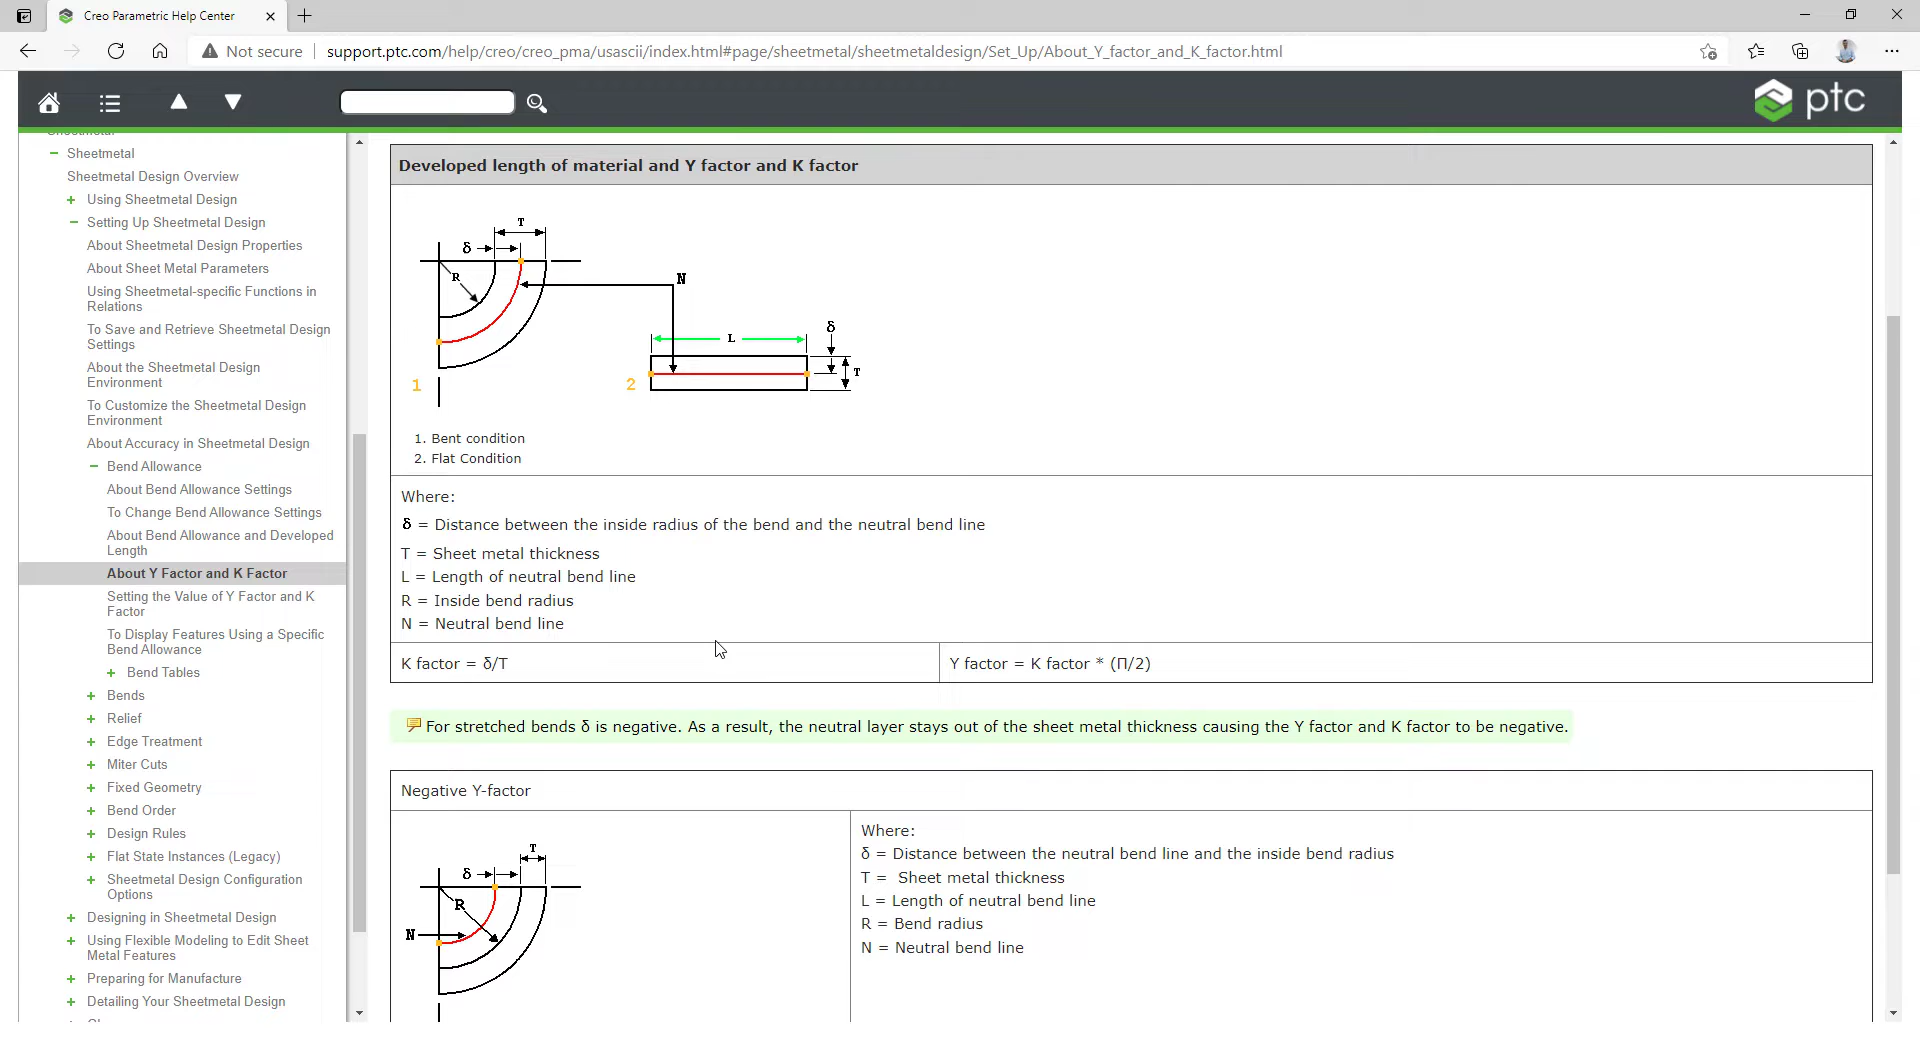 Creo Parametric Help Center
Not secure
support.ptc.com/help/creo/creo_pma/usascii/index.html#page/sheetmetal/sheetmetaldesign/Set_Up/About_Y_factor_and_K_factor.html
ptc
Sheetmetal
Sheetmetal
Sheetmetal Design Overview
Using Sheetmetal Design
Setting Up Sheetmetal Design
About Sheetmetal Design Properties
About Sheet Metal Parameters
Using Sheetmetal-specific Functions in
Relations
To Save and Retrieve Sheetmetal Design
Settings
About the Sheetmetal Design
Environment
To Customize the Sheetmetal Design
Environment
About Accuracy in Sheetmetal Design
Bend Allowance
About Bend Allowance Settings
To Change Bend Allowance Settings
About Bend Allowance and Developed
Length
About Y Factor and K Factor
Setting the Value of Y Factor and K
Factor
To Display Features Using a Specific
Bend Allowance
Bend Tables
Bends
Relief
Edge Treatment
Miter Cuts
Fixed Geometry
Bend Order
Design Rules
Flat State Instances (Legacy)
Sheetmetal Design Configuration
Options
Designing in Sheetmetal Design
Using Flexible Modeling to Edit Sheet
Metal Features
Preparing for Manufacture
Detailing Your Sheetmetal Design
Developed length of material and Y factor and K factor
T
δ
R
N
δ
L
T
1
2
1. Bent condition
2. Flat Condition
Where:
δ = Distance between the inside radius of the bend and the neutral bend line
T = Sheet metal thickness
L = Length of neutral bend line
R = Inside bend radius
N = Neutral bend line
K factor = δ/T
Y factor = K factor * (Π/2)
For stretched bends δ is negative. As a result, the neutral layer stays out of the sheet metal thickness causing the Y factor and K factor to be negative.
Negative Y-factor
T
δ
R
N
Where:
δ = Distance between the neutral bend line and the inside bend radius
T = Sheet metal thickness
L = Length of neutral bend line
R = Bend radius
N = Neutral bend line